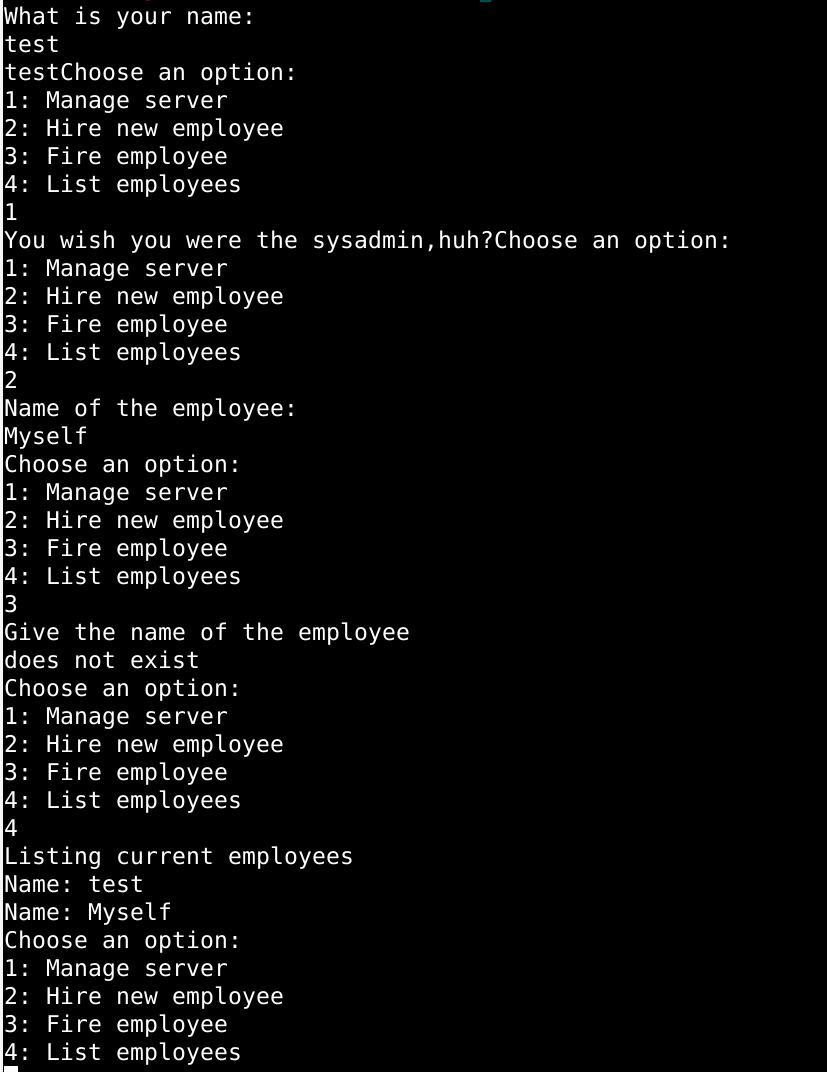 What is your name:
test
testChoose an option:
1: Manage server
2: Hire new employee
3: Fire employee
4: List employees
1
You wish you were the sysadmin,huh?Choose an option:
1: Manage server
2: Hire new employee
3: Fire employee
4: List employees
2
Name of the employee:
Myself
Choose an option:
1: Manage server
2: Hire new employee
3: Fire employee
4: List employees
3
Give the name of the employee
does not exist
Choose an option:
1: Manage server
2: Hire new employee
3: Fire employee
4: List employees
4
Listing current employees
Name: test
Name: Myself
Choose an option:
1: Manage server
2: Hire new employee
3: Fire employee
4: List employees